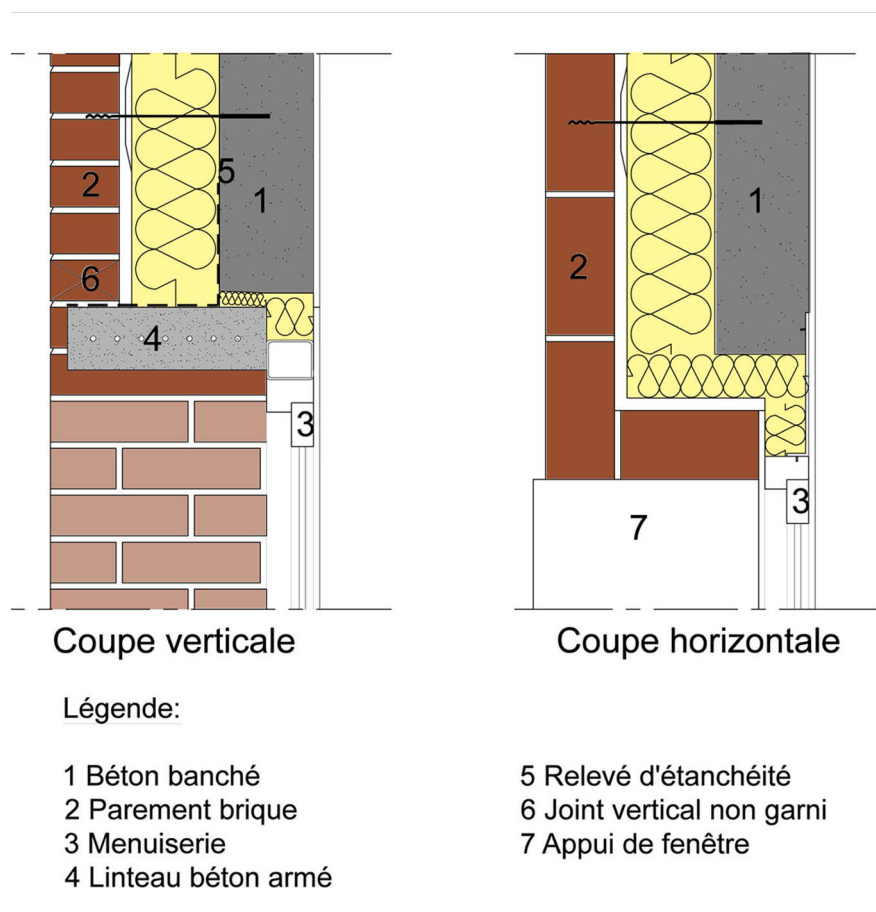 2
5
1
6
4
3
1
2
3
7
Coupe verticale
Coupe horizontale
Légende:
1 Béton banché
2 Parement brique
3 Menuiserie
4 Linteau béton armé
5 Relevé d'étanchéité
6 Joint vertical non garni
7 Appui de fenêtre